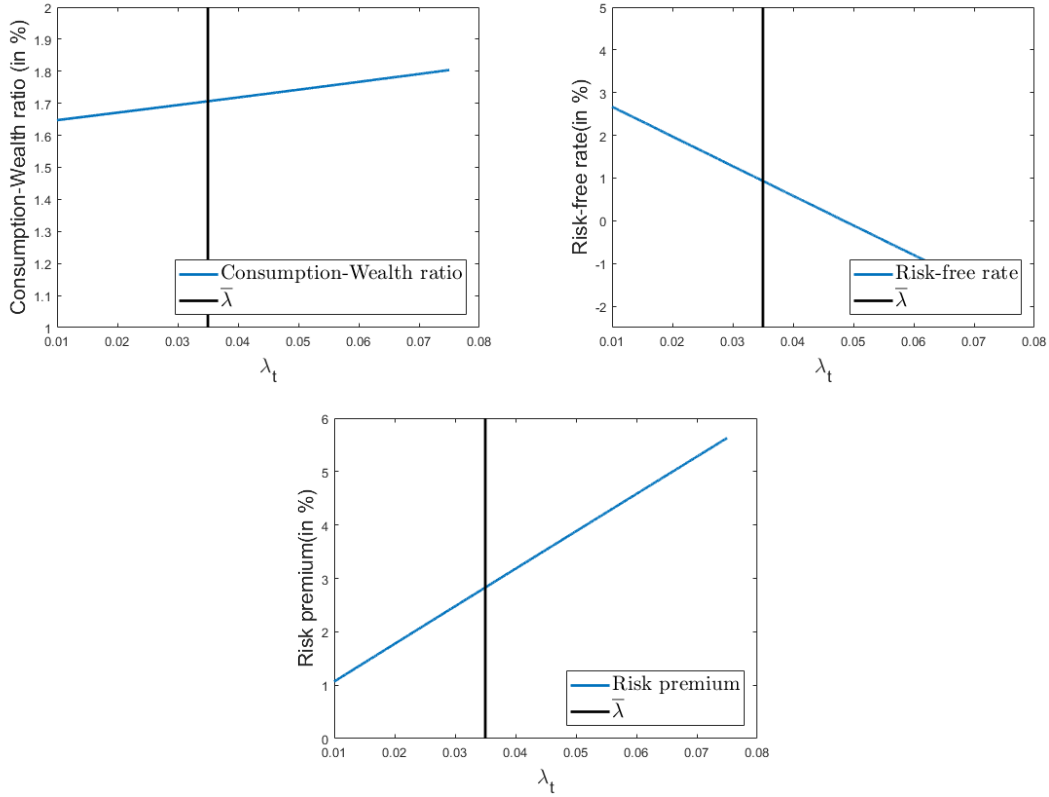 Consumption-Wealth ratio (in %)
2
1.9
1.8
1.7
1.6
1.5
1.4
1.3
1.2
1.1
1
0.01 0.02 0.03 0.04 0.05 0.06 0.07 0.08
λt
Consumption-Wealth ratio
λ̅
Risk-free rate(in %)
5
4
3
2
1
0
-1
-2
0.01 0.02 0.03 0.04 0.05 0.06 0.07 0.08
λt
Risk-free rate
λ̅
Risk premium(in %)
6
5
4
3
2
1
0
0.01 0.02 0.03 0.04 0.05 0.06 0.07 0.08
λt
Risk premium
λ̅